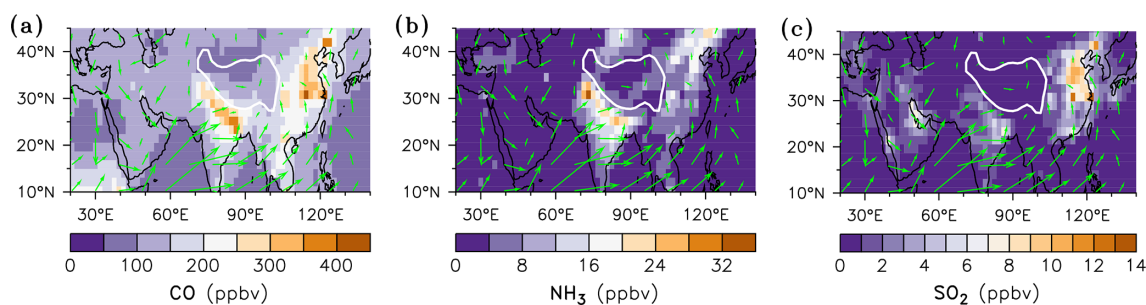 (a)
40°N
30°N
20°N
10°N
30°E 60°E 90°E 120°E
0 100 200 300 400
CO (ppbv)
(b)
40°N
30°N
20°N
10°N
30°E 60°E 90°E 120°E
0 8 16 24 32
NH₃ (ppbv)
(c)
40°N
30°N
20°N
10°N
30°E 60°E 90°E 120°E
0 2 4 6 8 10 12 14
SO₂ (ppbv)